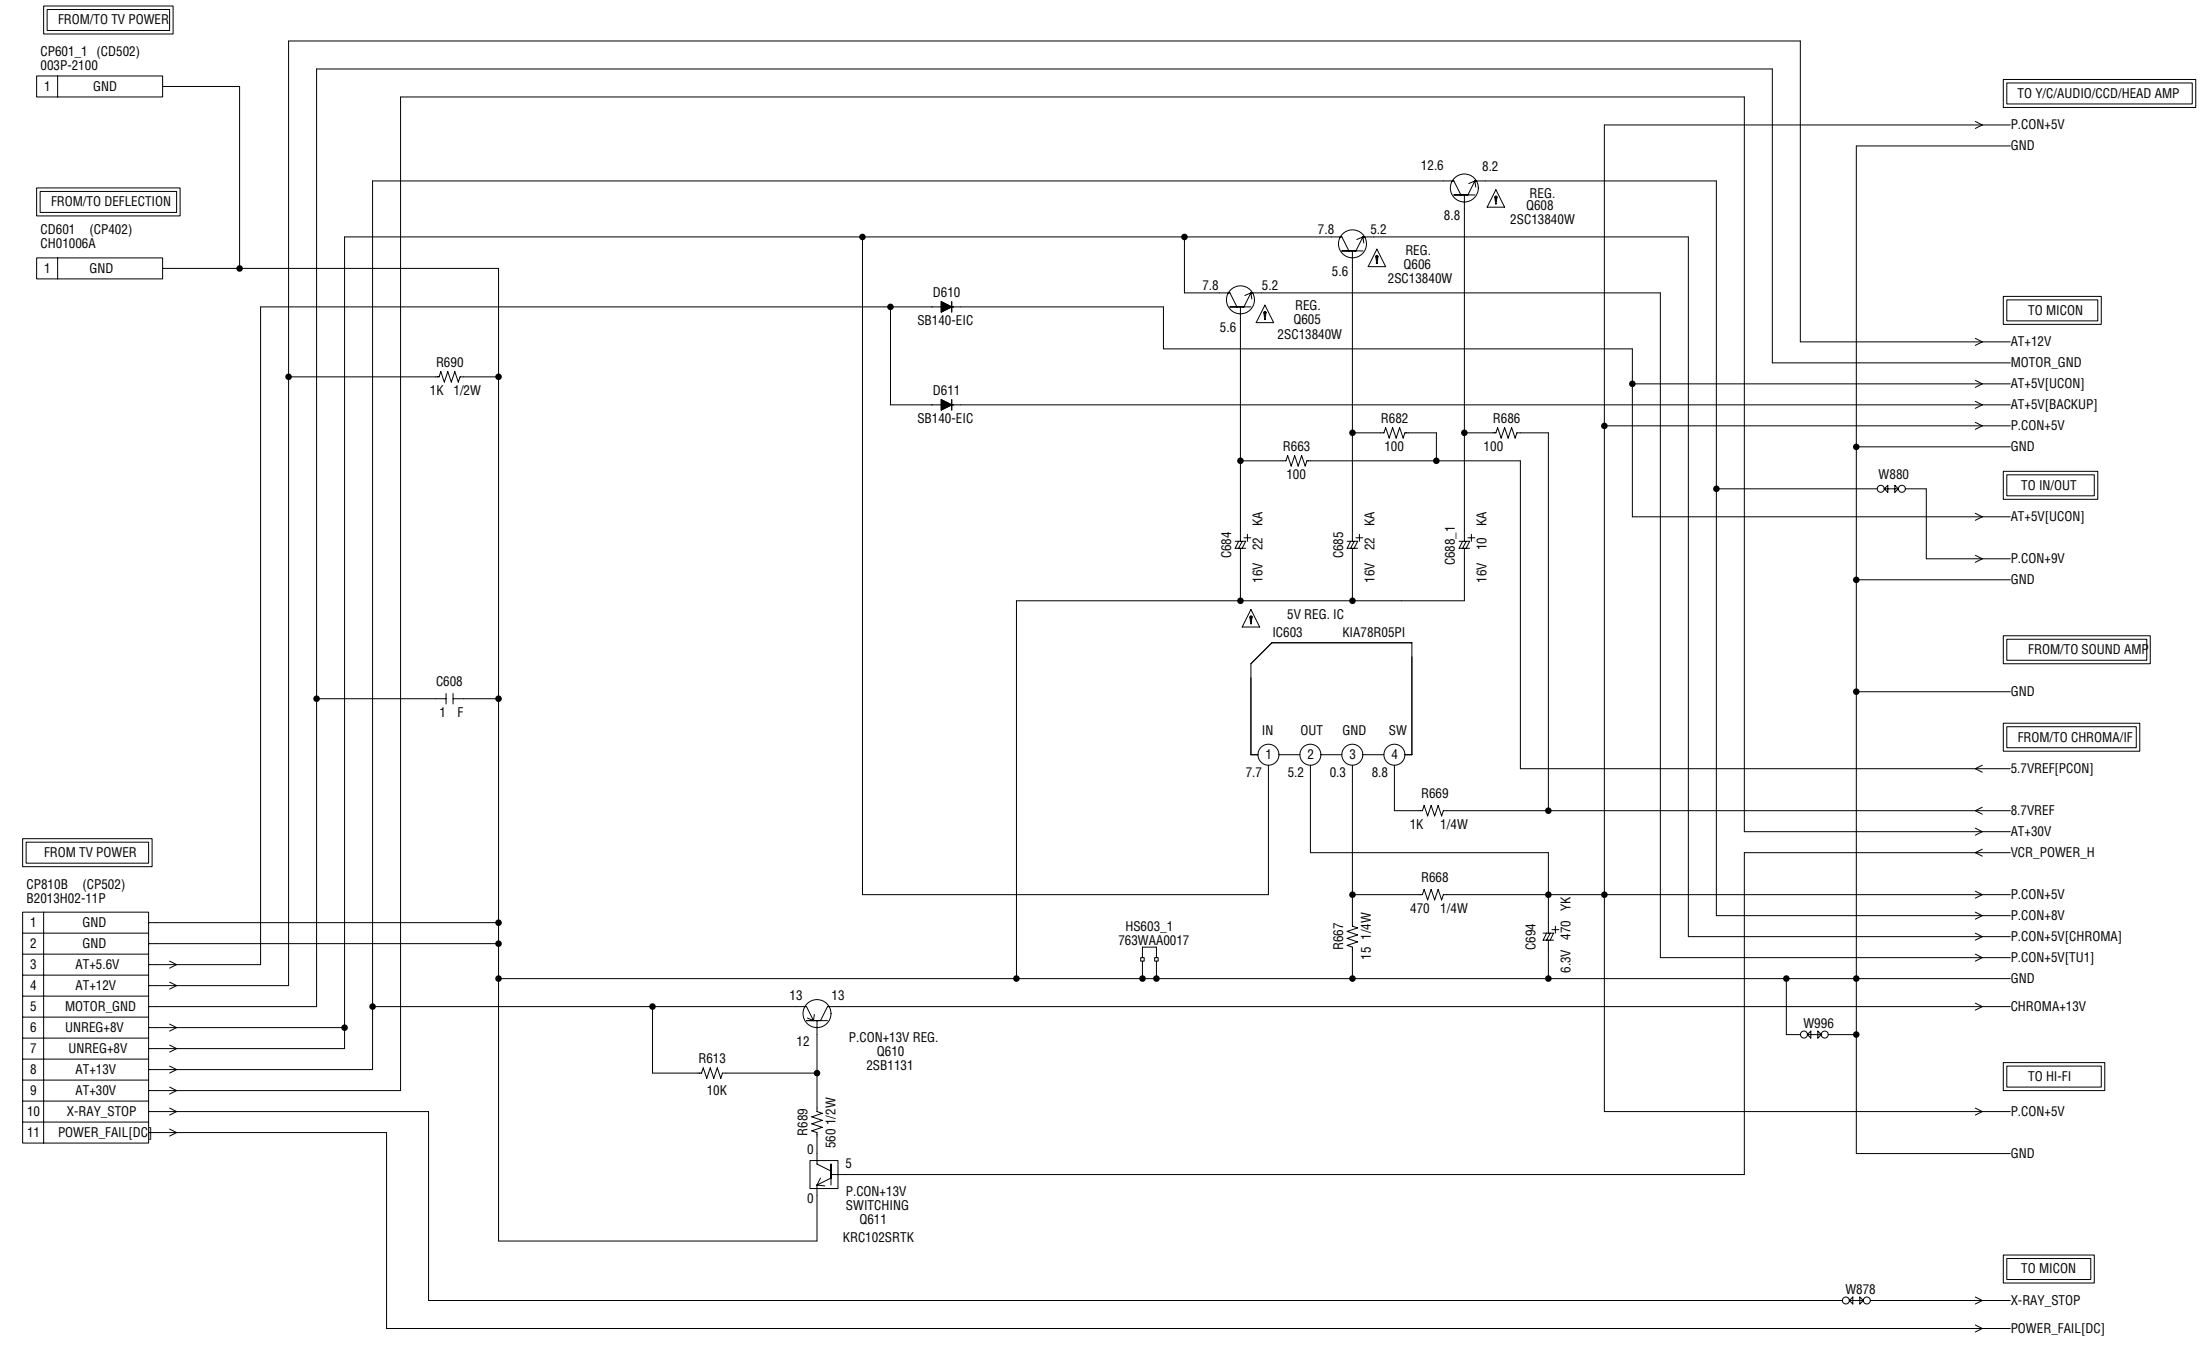 FROM/TO TV POWER
CP601_1 (CD502)
003P-2100
1 GND
FROM/TO DEFLECTION
CD601 (CP402)
CH01006A
1 GND
FROM TV POWER
CP810B (CP502)
B2013H02-11P
1 GND
2 GND
3 AT+5.6V
4 AT+12V
5 MOTOR_GND
6 UNREG+8V
7 UNREG+8V
8 AT+13V
9 AT+30V
10 X-RAY_STOP
11 POWER_FAIL[DC]
R690
1K 1/2W
C608
1 F
D610
SB140-EIC
D611
SB140-EIC
12.6 8.2
8.8
REG.
Q608
2SC13840W
7.8 5.2
5.6
REG.
Q606
2SC13840W
7.8 5.2
5.6
REG.
Q605
2SC13840W
R682
100
R686
100
R663
100
C684
16V 22 KA
C685
16V 22 KA
C688_1
16V 10 KA
5V REG. IC
IC603 KIA78R05PI
IN OUT GND SW
1 2 3 4
7.7 5.2 0.3 8.8
R669
1K 1/4W
R668
470 1/4W
R667
15 1/4W
C694
6.3V 470 YK
HS603_1
763WAA0017
13 13
12
P.CON+13V REG.
Q610
2SB1131
R613
10K
R689
560 1/2W
0
5
0
P.CON+13V
SWITCHING
Q611
KRC102SRTK
W880
W996
W878
TO Y/C/AUDIO/CCD/HEAD AMP
P.CON+5V
GND
TO MICON
AT+12V
MOTOR_GND
AT+5V[UCON]
AT+5V[BACKUP]
P.CON+5V
GND
TO IN/OUT
AT+5V[UCON]
P.CON+9V
GND
FROM/TO SOUND AMP
GND
FROM/TO CHROMA/IF
5.7VREF[PCON]
8.7VREF
AT+30V
VCR_POWER_H
P.CON+5V
P.CON+8V
P.CON+5V[CHROMA]
P.CON+5V[TU1]
GND
CHROMA+13V
TO HI-FI
P.CON+5V
GND
TO MICON
X-RAY_STOP
POWER_FAIL[DC]